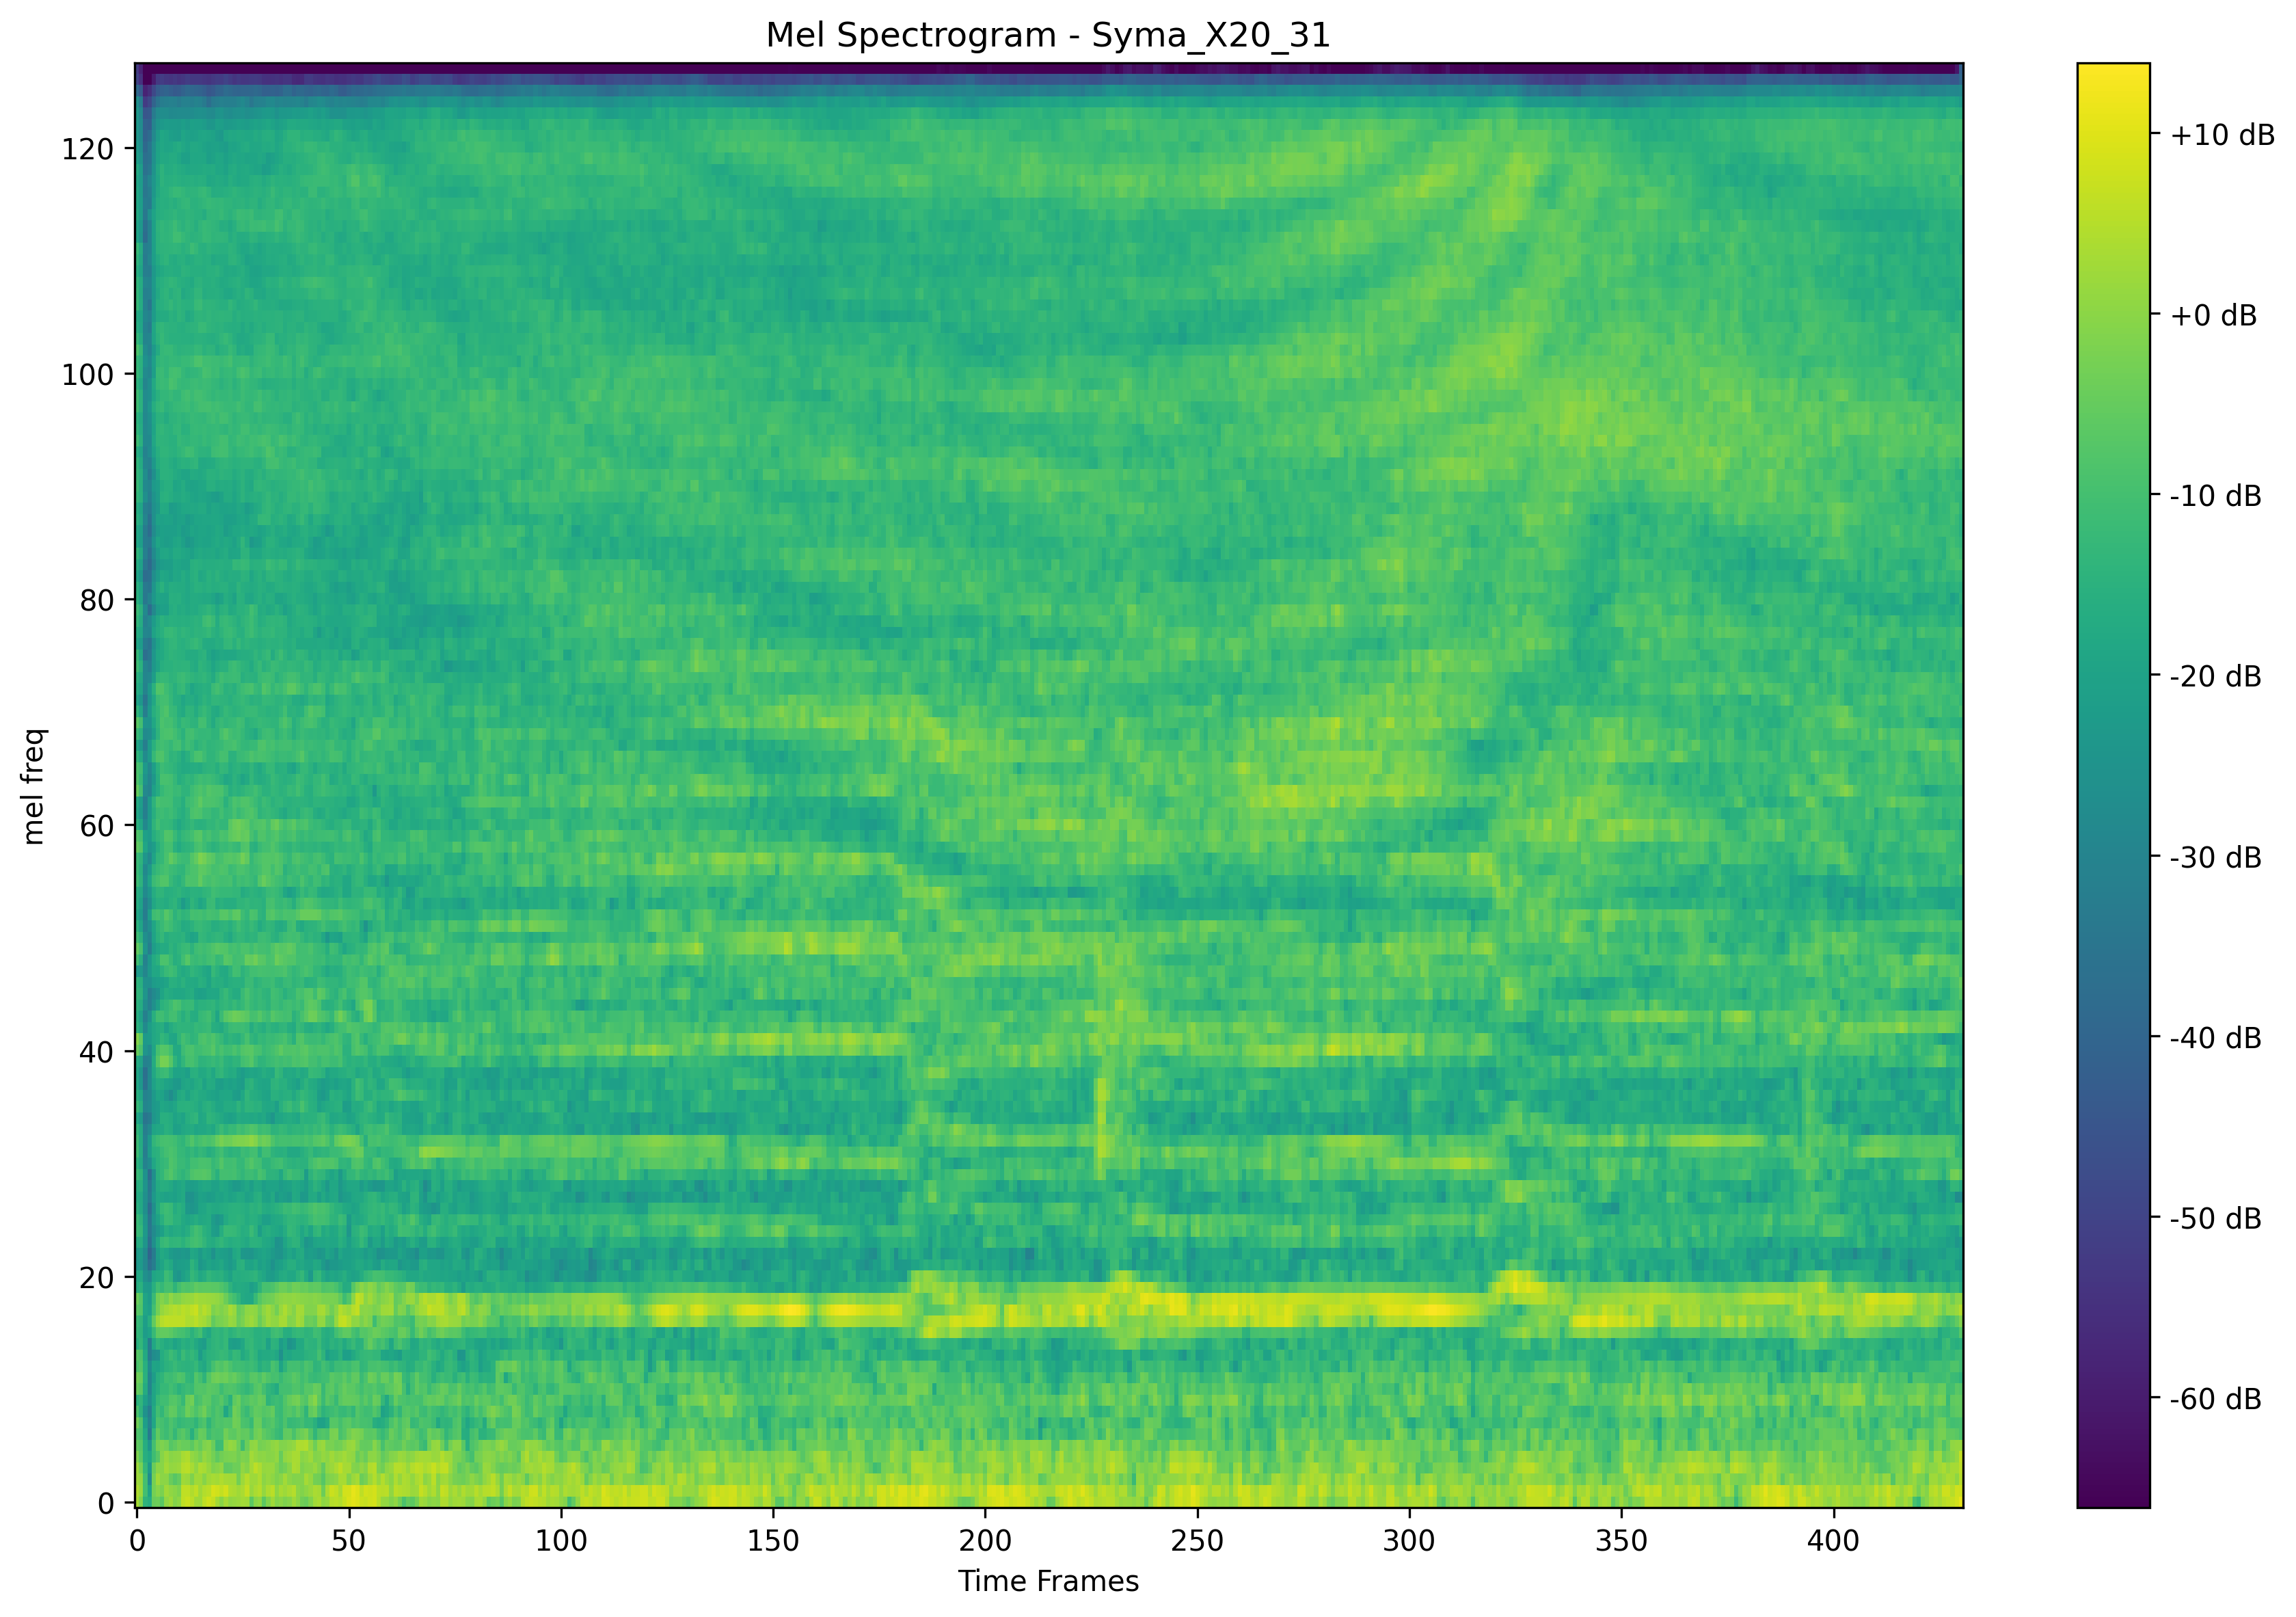 Mel Spectrogram - Syma_X20_31
mel freq
120
100
80
60
40
20
0
0 50 100 150 200 250 300 350 400
Time Frames
+10 dB
+0 dB
-10 dB
-20 dB
-30 dB
-40 dB
-50 dB
-60 dB